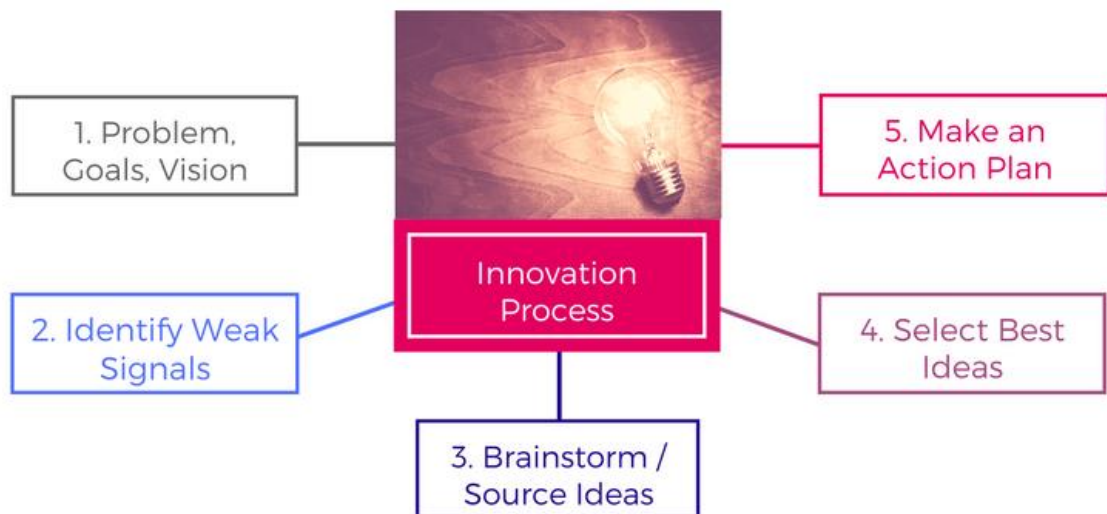 1. Problem,
Goals, Vision
2. Identify Weak
Signals
3. Brainstorm /
Source Ideas
Innovation
Process
4. Select Best
Ideas
5. Make an
Action Plan